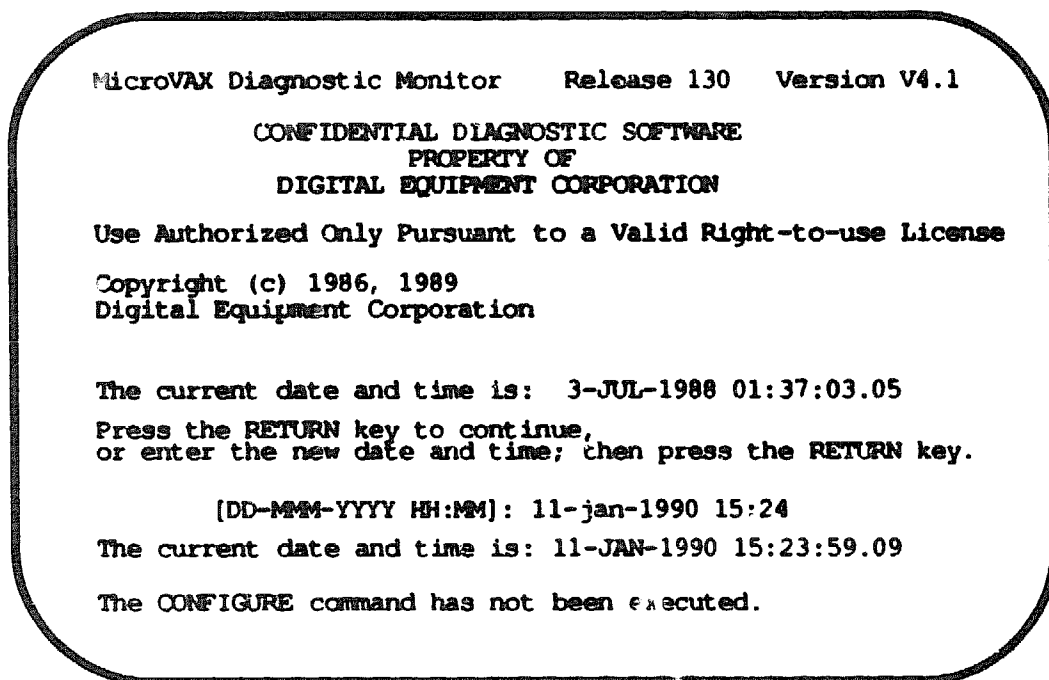 MicroVAX Diagnostic Monitor Release 130 Version V4.1
CONFIDENTIAL DIAGNOSTIC SOFTWARE
PROPERTY OF
DIGITAL EQUIPMENT CORPORATION
Use Authorized Only Pursuant to a Valid Right-to-use License
Copyright (c) 1986, 1989
Digital Equipment Corporation
The current date and time is: 3-JUL-1988 01:37:03.05
Press the RETURN key to continue,
or enter the new date and time; then press the RETURN key.
[DD-MMM-YYYY HH:MM]: 11-jan-1990 15:24
The current date and time is: 11-JAN-1990 15:23:59.09
The CONFIGURE command has not been executed.